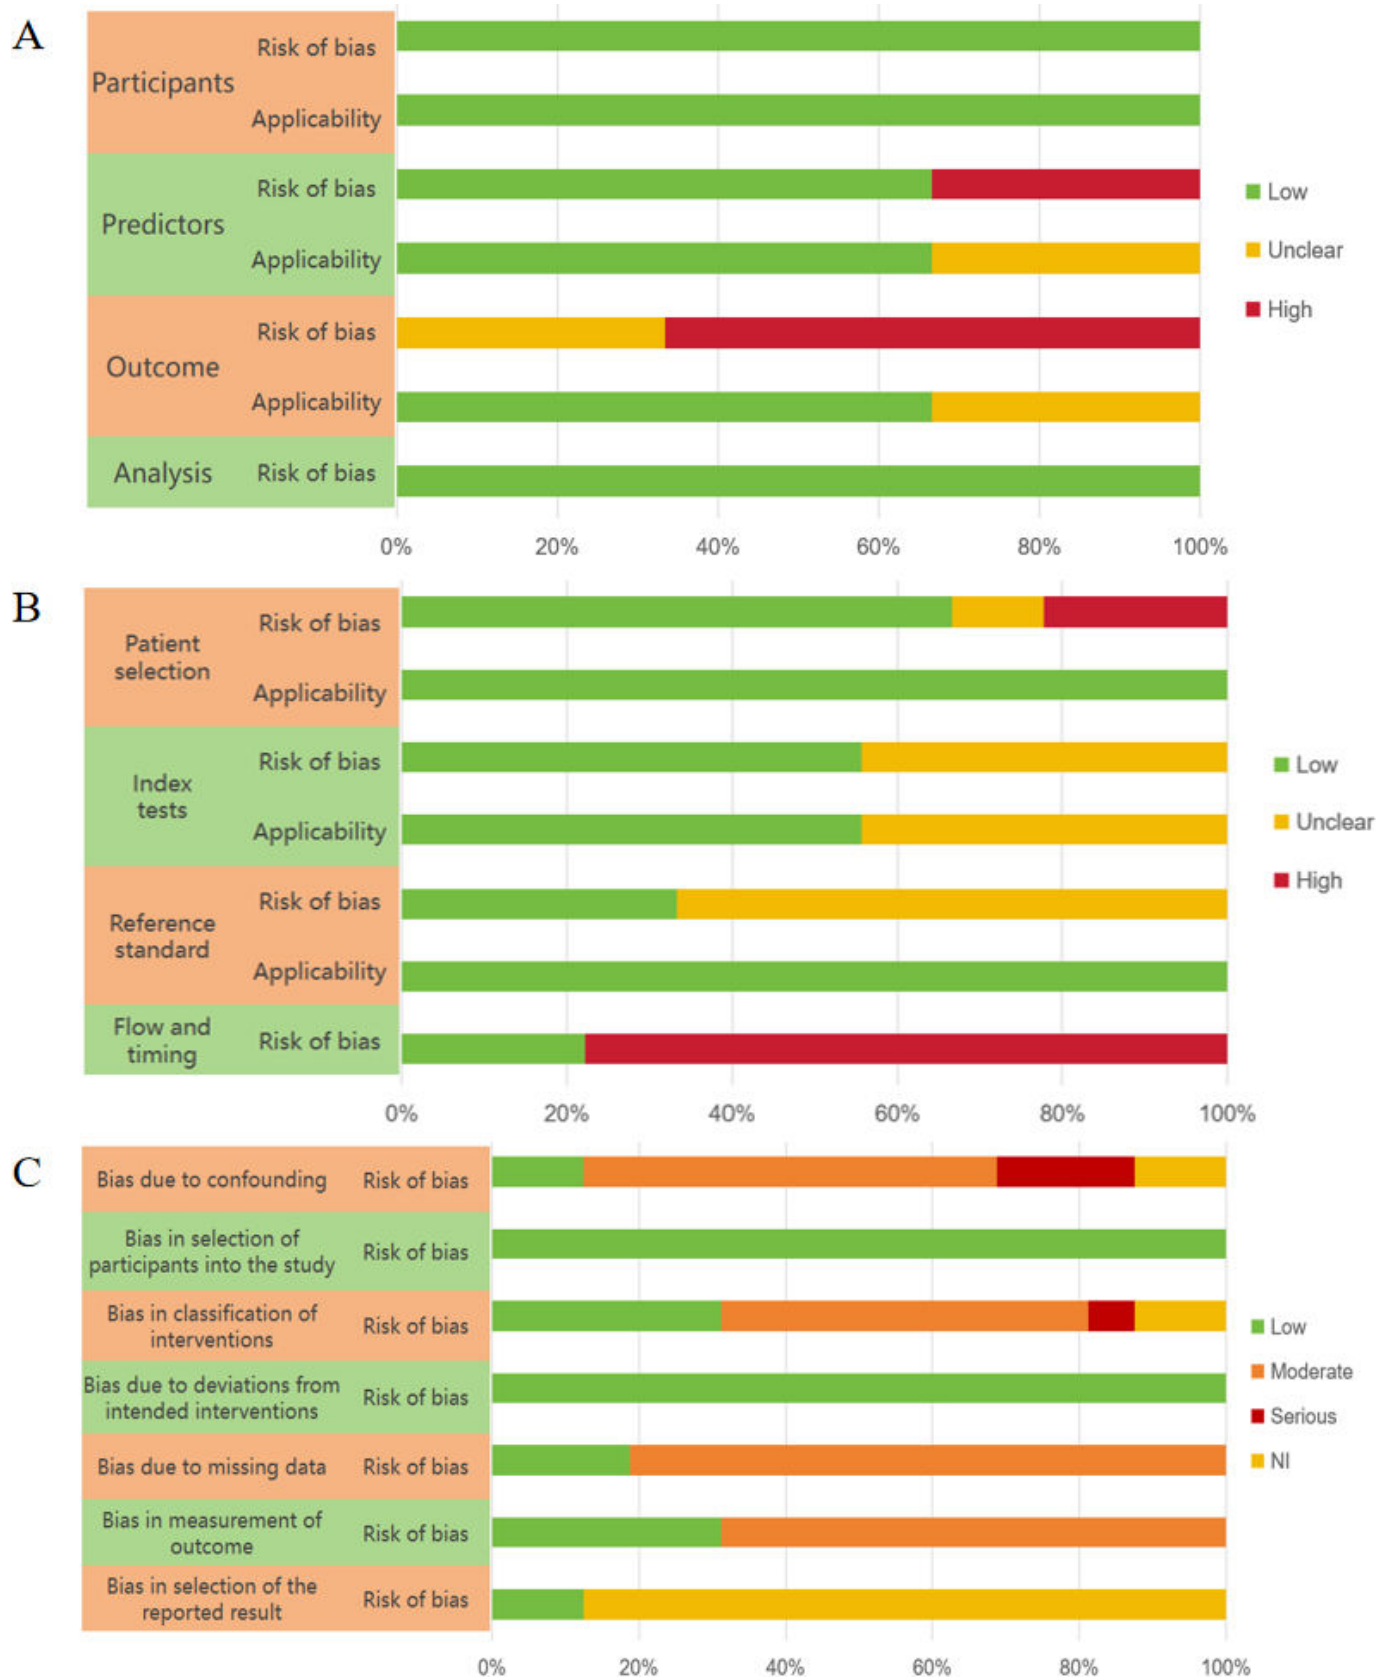 A
Participants
Risk of bias
Applicability
Predictors
Risk of bias
Applicability
Outcome
Risk of bias
Applicability
Analysis
Risk of bias
Low
Unclear
High
0%
20%
40%
60%
80%
100%
B
Patient
selection
Risk of bias
Applicability
Index
tests
Risk of bias
Applicability
Reference
standard
Risk of bias
Applicability
Flow and
timing
Risk of bias
Low
Unclear
High
0%
20%
40%
60%
80%
100%
C
Bias due to confounding
Risk of bias
Bias in selection of
participants into the study
Risk of bias
Bias in classification of
interventions
Risk of bias
Bias due to deviations from
intended interventions
Risk of bias
Bias due to missing data
Risk of bias
Bias in measurement of
outcome
Risk of bias
Bias in selection of the
reported result
Risk of bias
Low
Moderate
Serious
NI
0%
20%
40%
60%
80%
100%